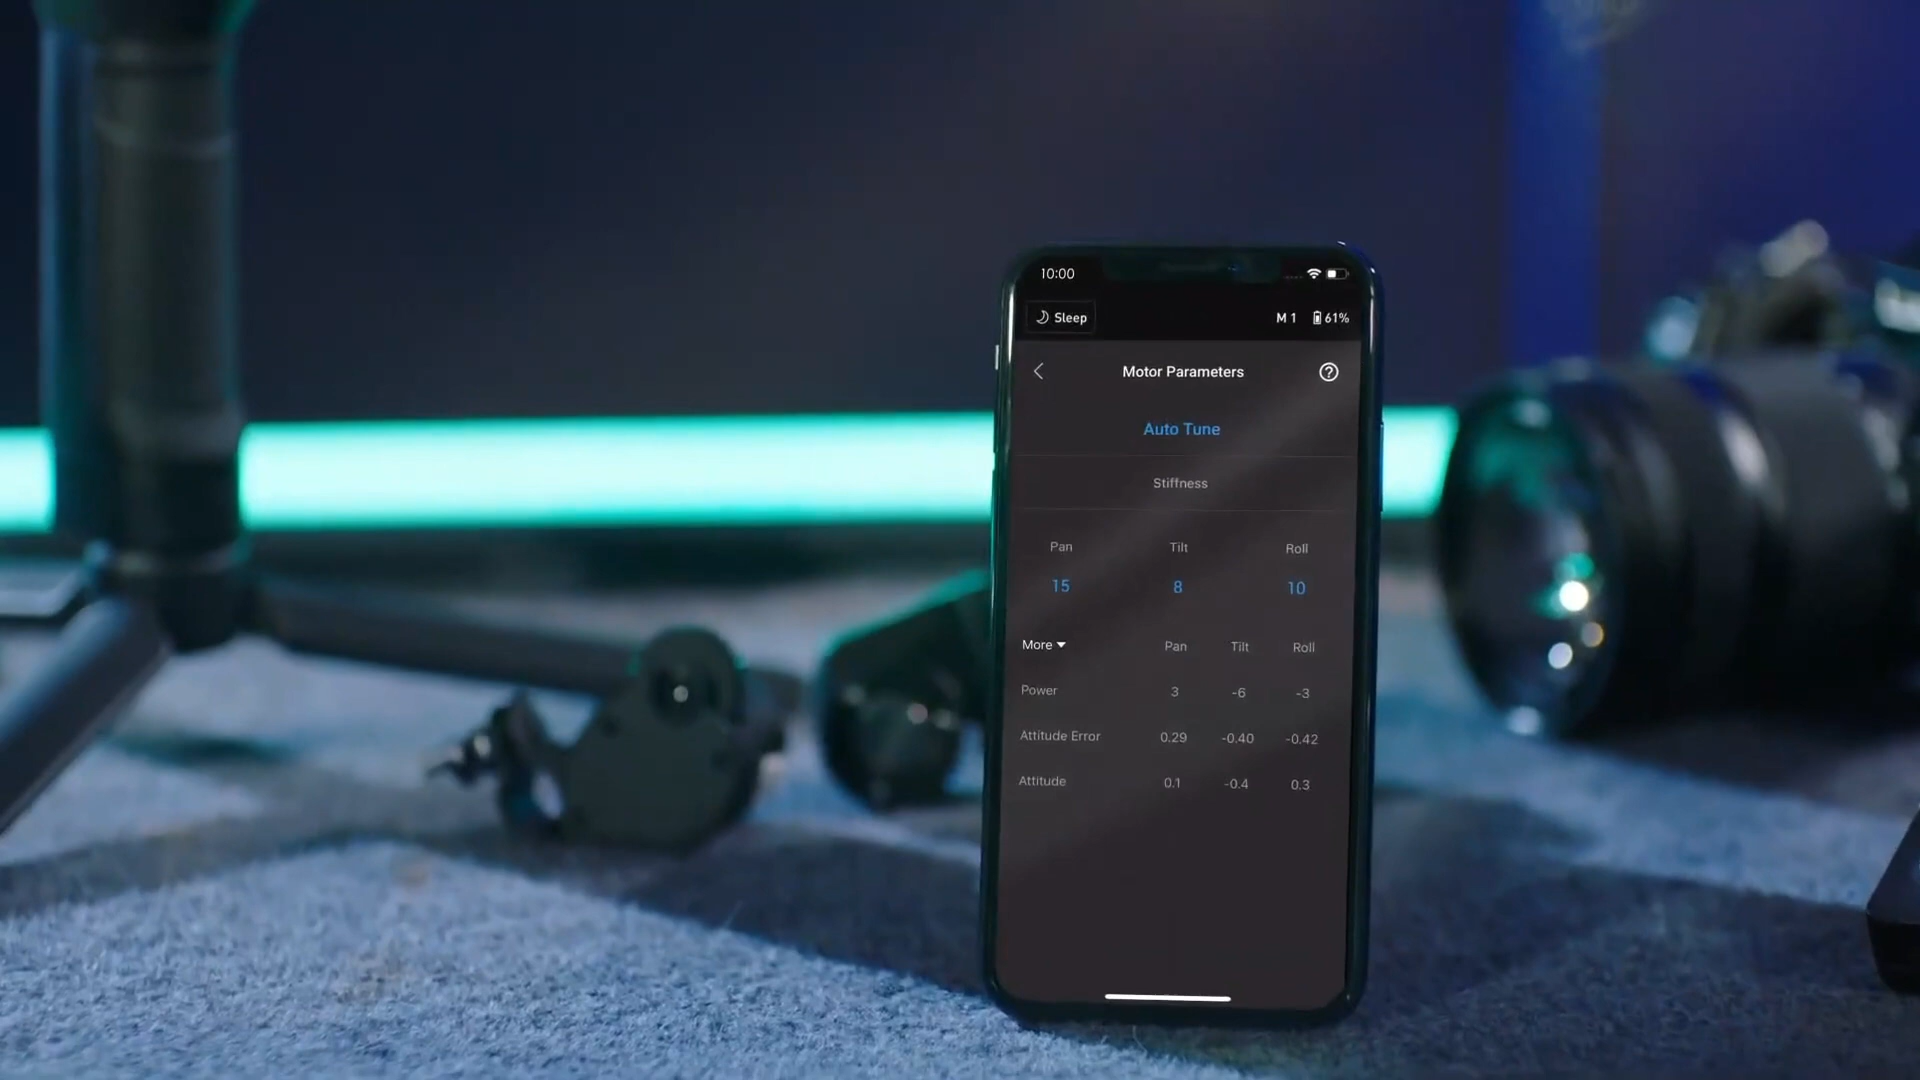 10:00
Sleep M 1 61%
Motor Parameters
Auto Tune
Stiffness
Pan Tilt Roll
15 8 10
More Pan Tilt Roll
Power 3 -6 -3
Attitude Error 0.29 -0.40 -0.42
Attitude 0.1 -0.4 0.3